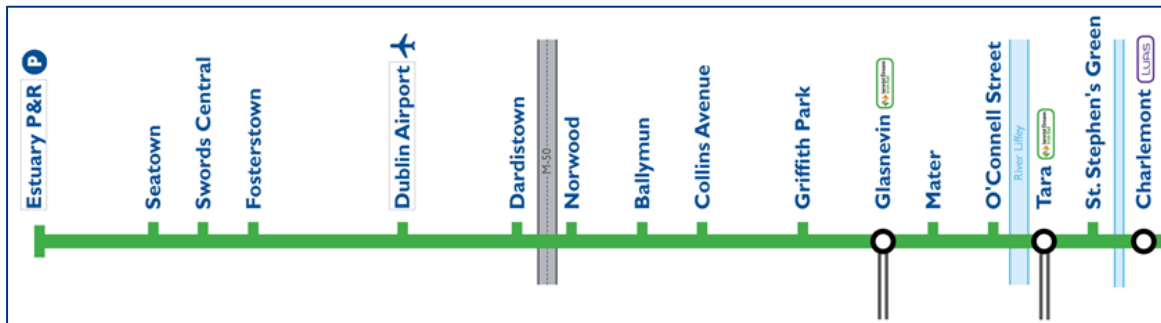 Estuary P&R P
Seatown
Swords Central
Fosterstown
Dublin Airport
Dardistown
M-50
Norwood
Ballymun
Collins Avenue
Griffith Park
Glasnevin
Mater
O'Connell Street
River Liffey
Tara
St. Stephen's Green
Charlemont LUAS